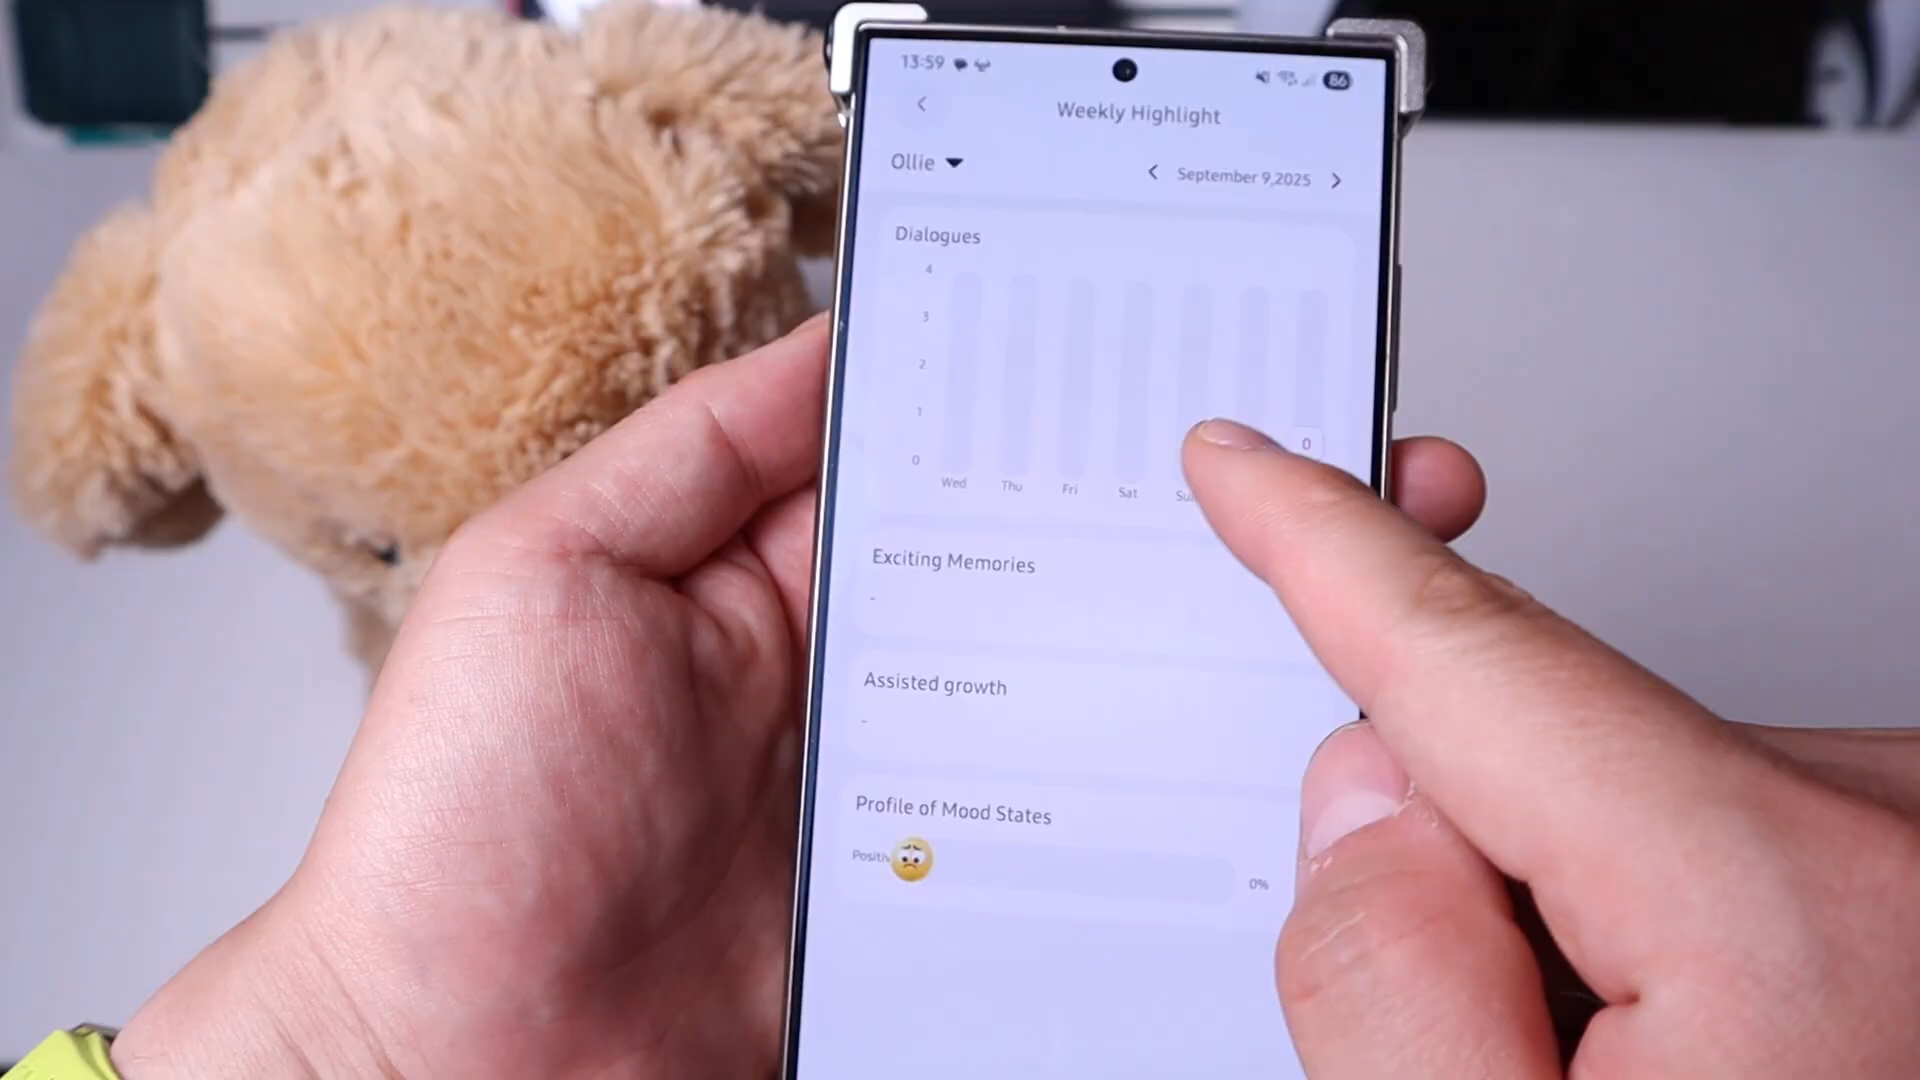 13:59
86
Weekly Highlight
Ollie
September 9,2025
Dialogues
4
3
2
1
0
0
Wed Thu Fri Sat
Exciting Memories
-
Assisted growth
-
Profile of Mood States
0%